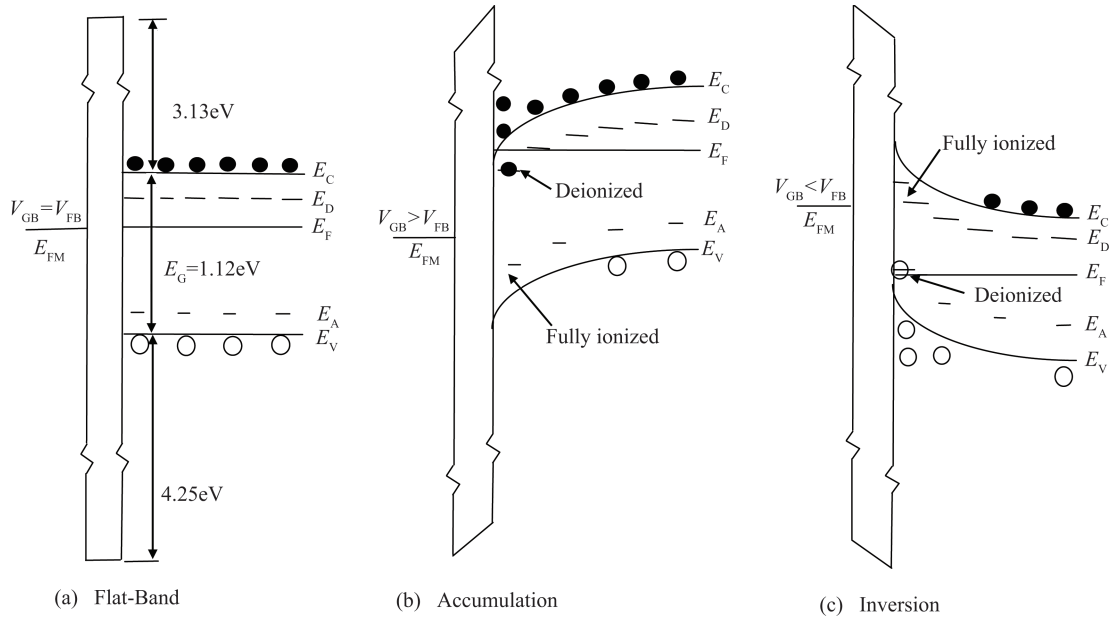 3.13eV
E_C
E_D
V_GB=V_FB
E_FM
E_F
E_G=1.12eV
E_A
E_V
4.25eV
(a) Flat-Band
E_C
E_D
E_F
Deionized
V_GB>V_FB
E_FM
E_A
E_V
Fully ionized
(b) Accumulation
Fully ionized
V_GB<V_FB
E_FM
E_C
E_D
E_F
Deionized
E_A
E_V
(c) Inversion